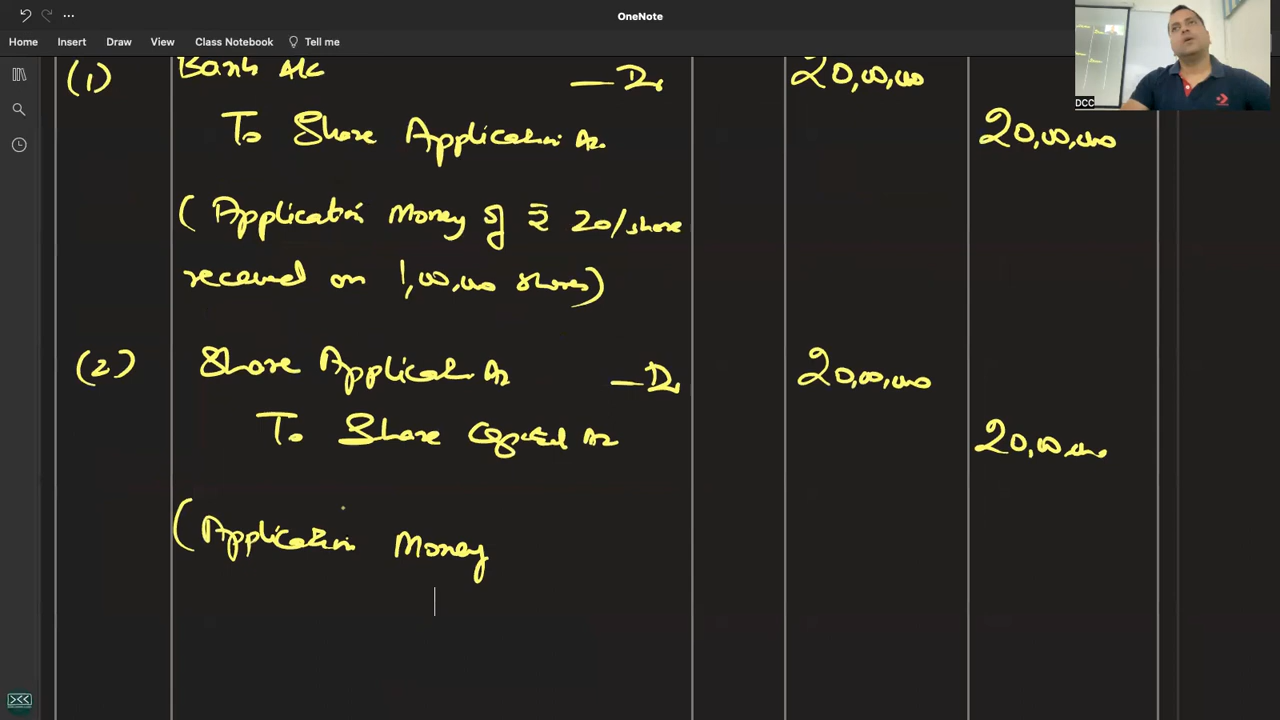 OneNote
Home Insert Draw View Class Notebook Tell me
DCC
(1) Bank A/c —Dr 20,00,000
To Share Application A/c 20,00,000
(Application Money of ₹ 20/share
received on 1,00,000 shares)
(2) Share Applicat. A/c —Dr 20,00,000
To Share Capital A/c 20,00,000
(Application Money